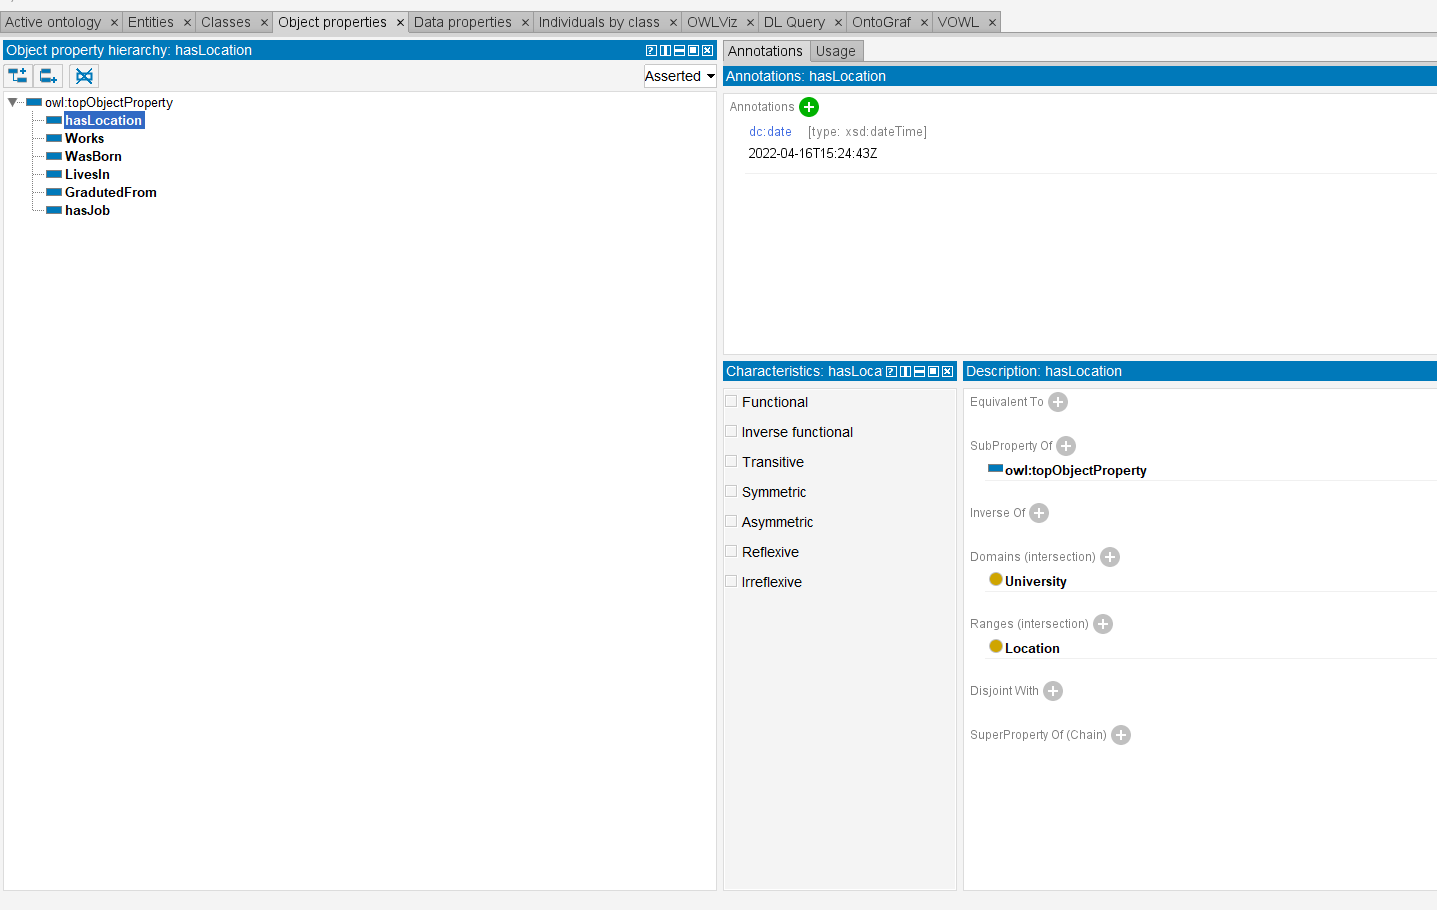 Active ontology × Entities × Classes × Object properties × Data properties × Individuals by class × OWLViz × DL Query × OntoGraf × VOWL ×
Object property hierarchy: hasLocation
Asserted
owl:topObjectProperty
hasLocation
Works
WasBorn
LivesIn
GradutedFrom
hasJob
Annotations Usage
Annotations: hasLocation
Annotations
dc:date [type: xsd:dateTime]
2022-04-16T15:24:43Z
Characteristics: hasLoca
Functional
Inverse functional
Transitive
Symmetric
Asymmetric
Reflexive
Irreflexive
Description: hasLocation
Equivalent To
SubProperty Of
owl:topObjectProperty
Inverse Of
Domains (intersection)
University
Ranges (intersection)
Location
Disjoint With
SuperProperty Of (Chain)